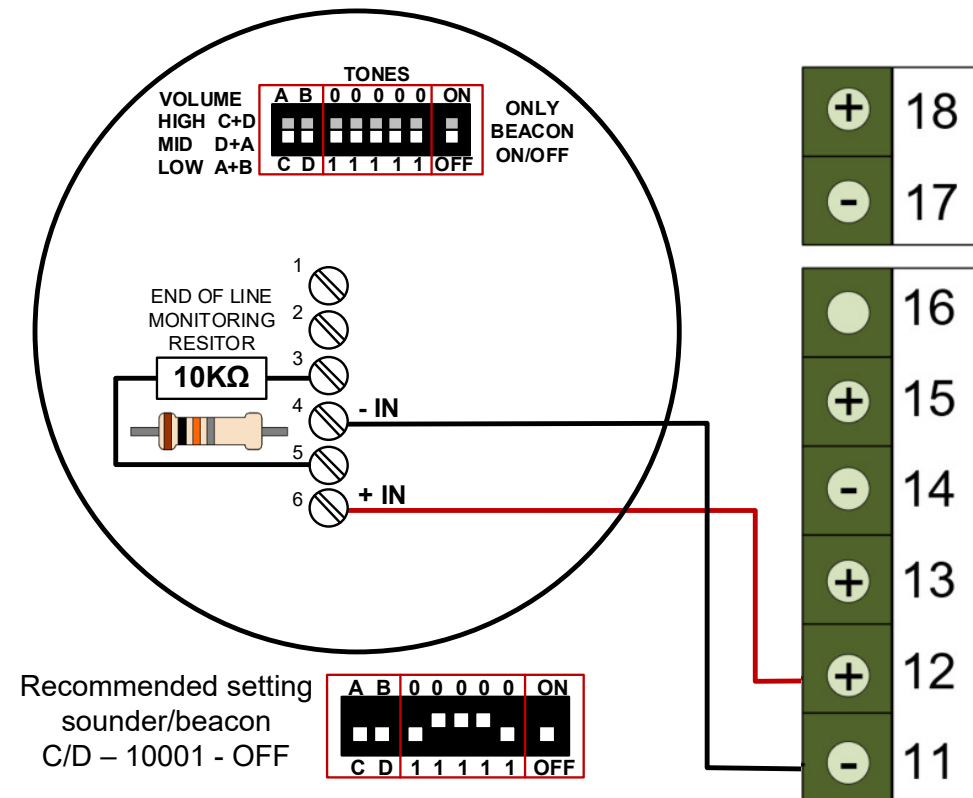 TONES
VOLUME
HIGH C+D
MID D+A
LOW A+B
A B 0 0 0 0 0 ON
C D 1 1 1 1 1 OFF
ONLY
BEACON
ON/OFF
END OF LINE
MONITORING
RESITOR
10KΩ
1
2
3
4
5
6
- IN
+ IN
+ 18
- 17
16
+ 15
- 14
+ 13
+ 12
- 11
Recommended setting
sounder/beacon
C/D – 10001 - OFF
A B 0 0 0 0 0 ON
C D 1 1 1 1 1 OFF